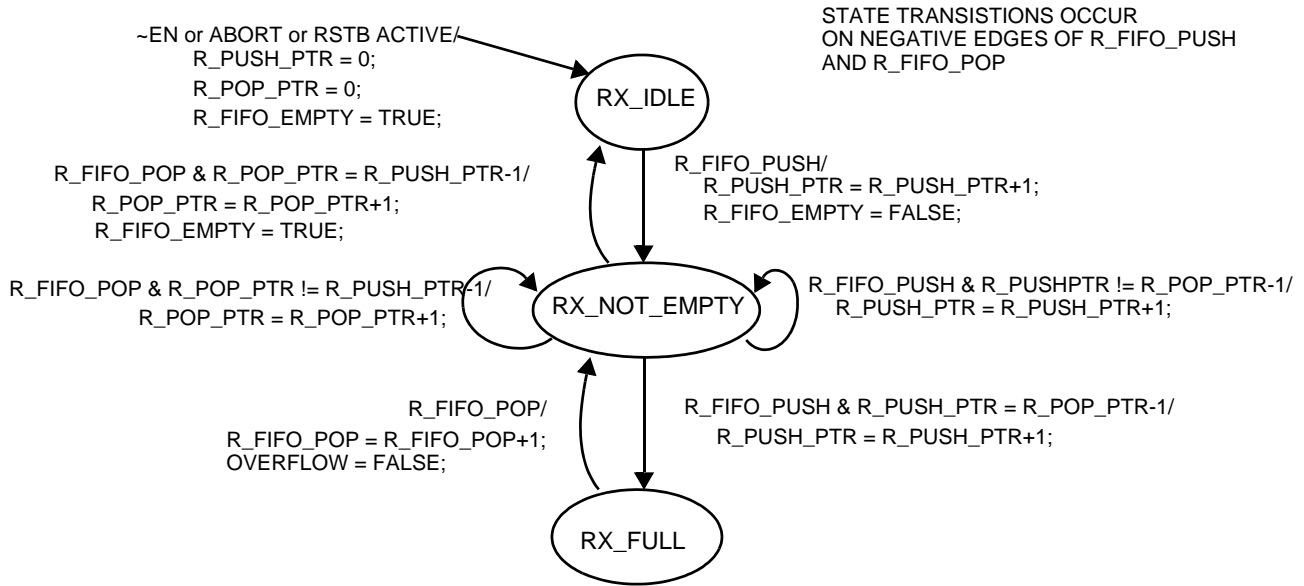 ~EN or ABORT or RSTB ACTIVE/
R_PUSH_PTR = 0;
R_POP_PTR = 0;
R_FIFO_EMPTY = TRUE;
STATE TRANSISTIONS OCCUR
ON NEGATIVE EDGES OF R_FIFO_PUSH
AND R_FIFO_POP
RX_IDLE
R_FIFO_POP & R_POP_PTR = R_PUSH_PTR-1/
R_POP_PTR = R_POP_PTR+1;
R_FIFO_EMPTY = TRUE;
R_FIFO_PUSH/
R_PUSH_PTR = R_PUSH_PTR+1;
R_FIFO_EMPTY = FALSE;
R_FIFO_POP & R_POP_PTR != R_PUSH_PTR-1/
R_POP_PTR = R_POP_PTR+1;
RX_NOT_EMPTY
R_FIFO_PUSH & R_PUSHPTR != R_POP_PTR-1/
R_PUSH_PTR = R_PUSH_PTR+1;
R_FIFO_POP/
R_FIFO_POP = R_FIFO_POP+1;
OVERFLOW = FALSE;
R_FIFO_PUSH & R_PUSH_PTR = R_POP_PTR-1/
R_PUSH_PTR = R_PUSH_PTR+1;
RX_FULL